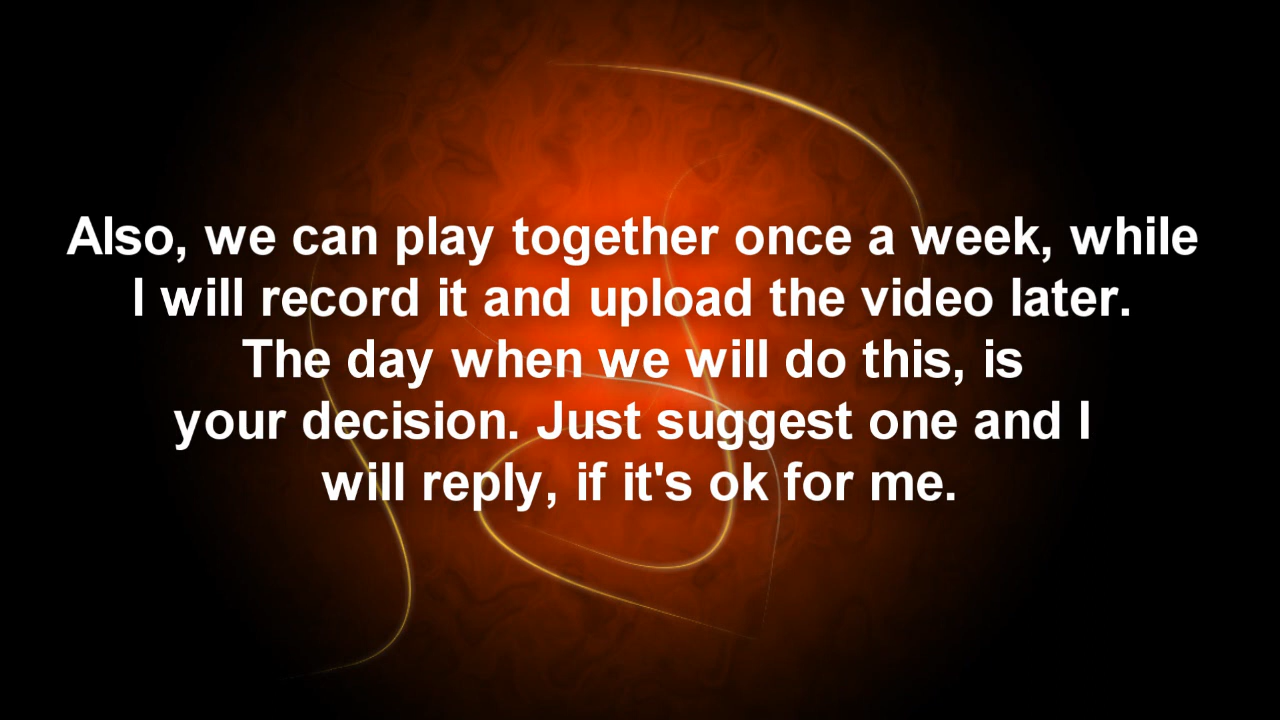 Also, we can play together once a week, while
I will record it and upload the video later.
The day when we will do this, is
your decision. Just suggest one and I
will reply, if it's ok for me.